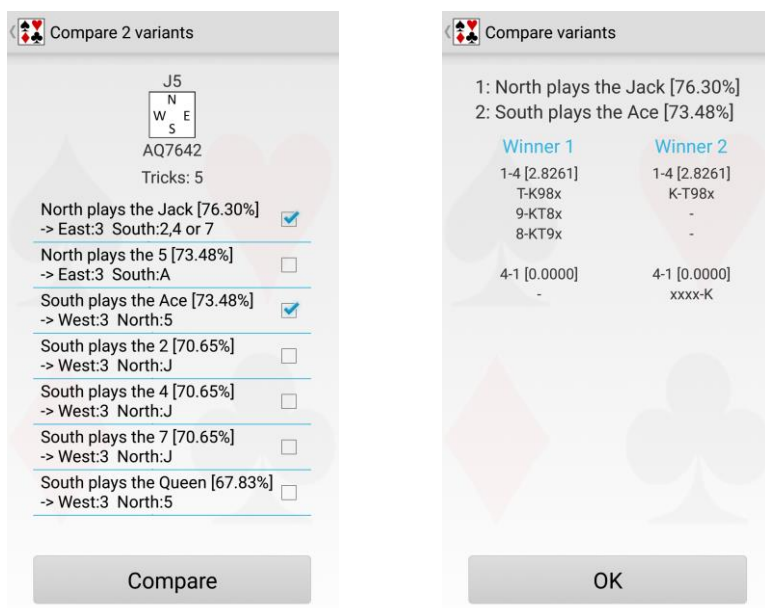 Compare 2 variants
J5
N
W E
S
AQ7642
Tricks: 5
North plays the Jack [76.30%]
-> East:3 South:2,4 or 7
North plays the 5 [73.48%]
-> East:3 South:A
South plays the Ace [73.48%]
-> West:3 North:5
South plays the 2 [70.65%]
-> West:3 North:J
South plays the 4 [70.65%]
-> West:3 North:J
South plays the 7 [70.65%]
-> West:3 North:J
South plays the Queen [67.83%]
-> West:3 North:5
Compare
Compare variants
1: North plays the Jack [76.30%]
2: South plays the Ace [73.48%]
Winner 1 Winner 2
1-4 [2.8261] 1-4 [2.8261]
T-K98x K-T98x
9-KT8x -
8-KT9x -
4-1 [0.0000] 4-1 [0.0000]
- xxxx-K
OK